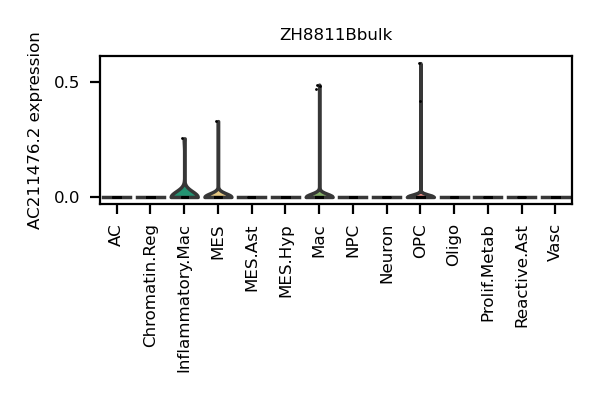 ZH8811Bbulk
AC211476.2 expression
0.5
0.0
AC
Chromatin.Reg
Inflammatory.Mac
MES
MES.Ast
MES.Hyp
Mac
NPC
Neuron
OPC
Oligo
Prolif.Metab
Reactive.Ast
Vasc